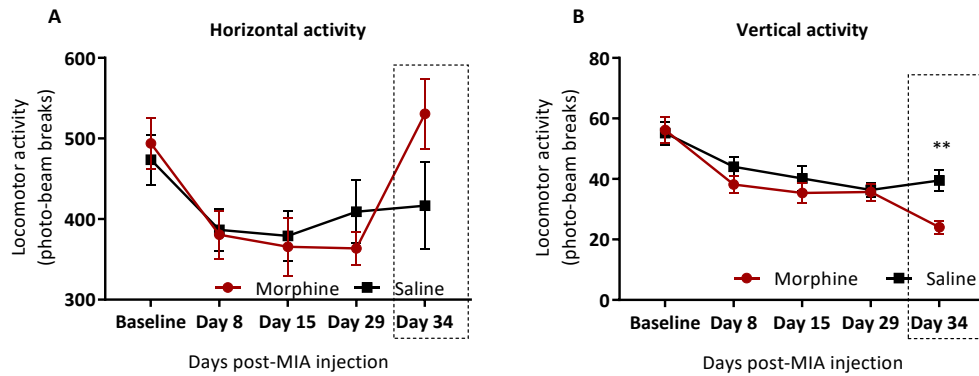 A
Horizontal activity
Locomotor activity
(photo-beam breaks)
600
500
400
300
Morphine
Saline
Baseline Day 8 Day 15 Day 29 Day 34
Days post-MIA injection
B
Vertical activity
Locomotor activity
(photo-beam breaks)
80
60
40
20
0
**
Morphine
Saline
Baseline Day 8 Day 15 Day 29 Day 34
Days post-MIA injection